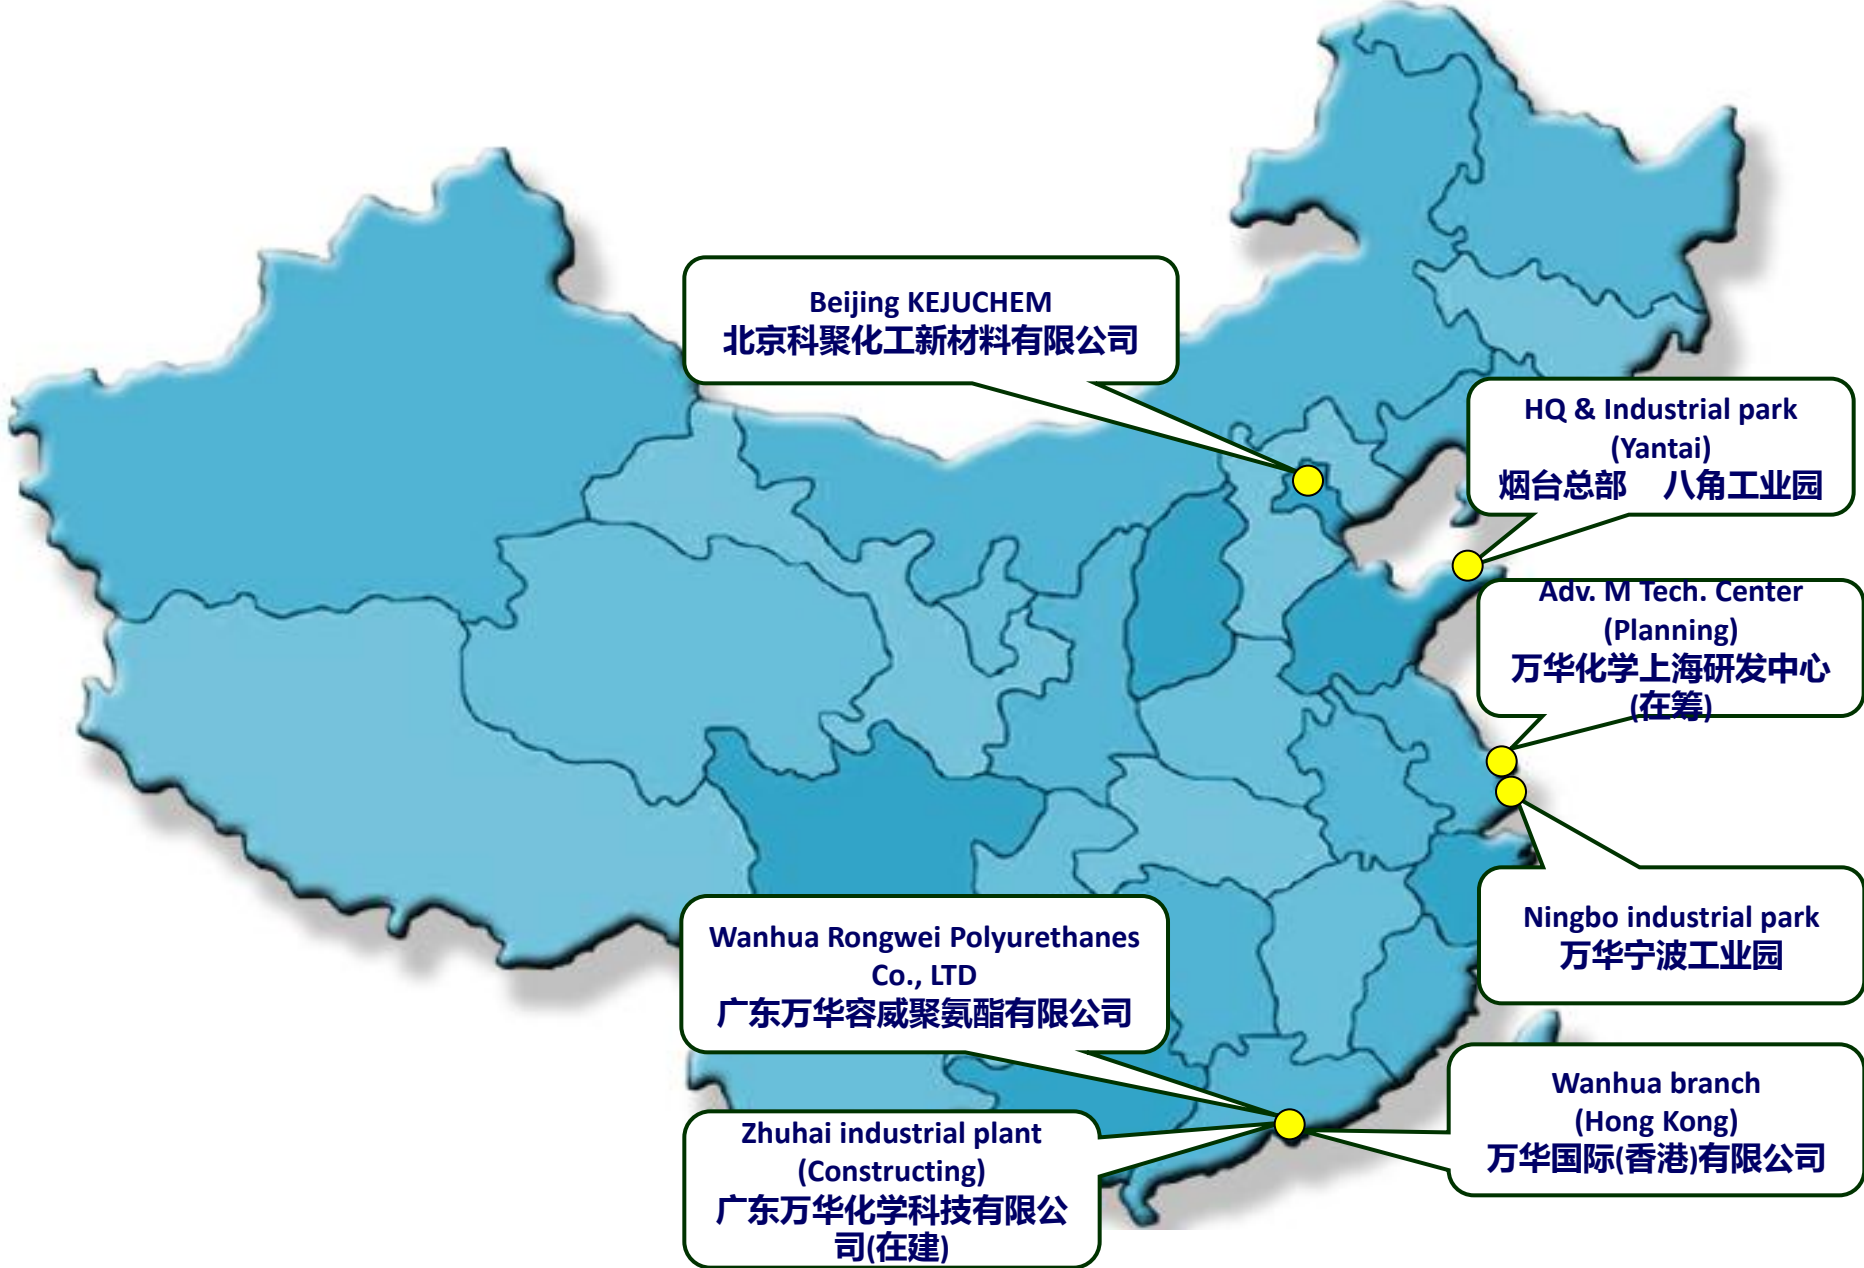 Beijing KEJUCHEM
北京科聚化工新材料有限公司
HQ & Industrial park
(Yantai)
烟台总部 八角工业园
Adv. M Tech. Center
(Planning)
万华化学上海研发中心
(在筹)
Ningbo industrial park
万华宁波工业园
Wanhua Rongwei Polyurethanes
Co., LTD
广东万华容威聚氨酯有限公司
Wanhua branch
(Hong Kong)
万华国际(香港)有限公司
Zhuhai industrial plant
(Constructing)
广东万华化学科技有限公
司(在建)